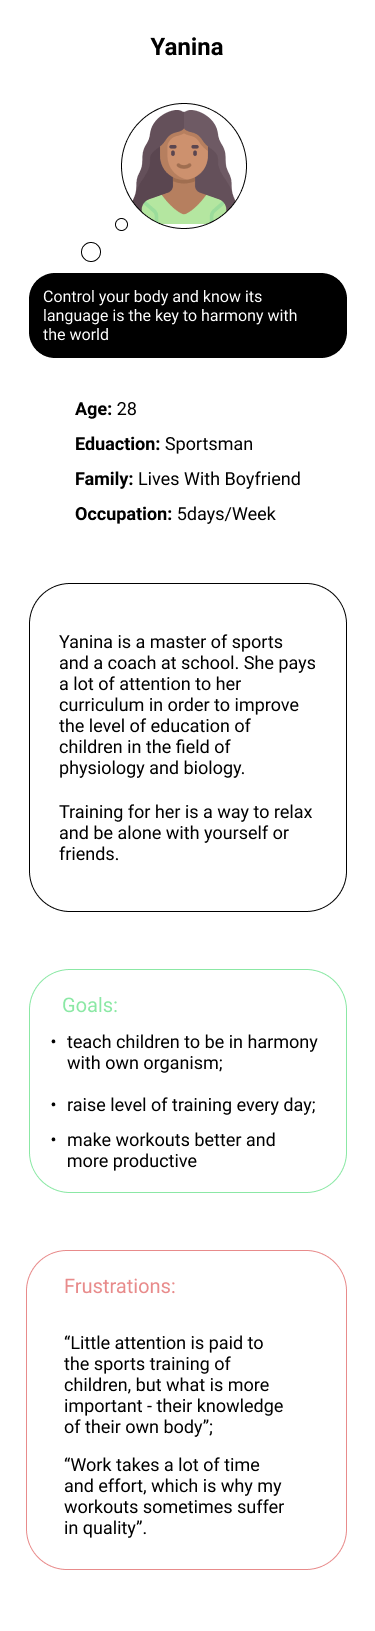 Yanina
Control your body and know its
language is the key to harmony with
the world
Age: 28
Eduaction: Sportsman
Family: Lives With Boyfriend
Occupation: 5days/Week
Yanina is a master of sports
and a coach at school. She pays
a lot of attention to her
curriculum in order to improve
the level of education of
children in the field of
physiology and biology.
Training for her is a way to relax
and be alone with yourself or
friends.
Goals:
• teach children to be in harmony
with own organism;
• raise level of training every day;
• make workouts better and
more productive
Frustrations:
“Little attention is paid to
the sports training of
children, but what is more
important - their knowledge
of their own body”;
“Work takes a lot of time
and effort, which is why my
workouts sometimes suffer
in quality”.